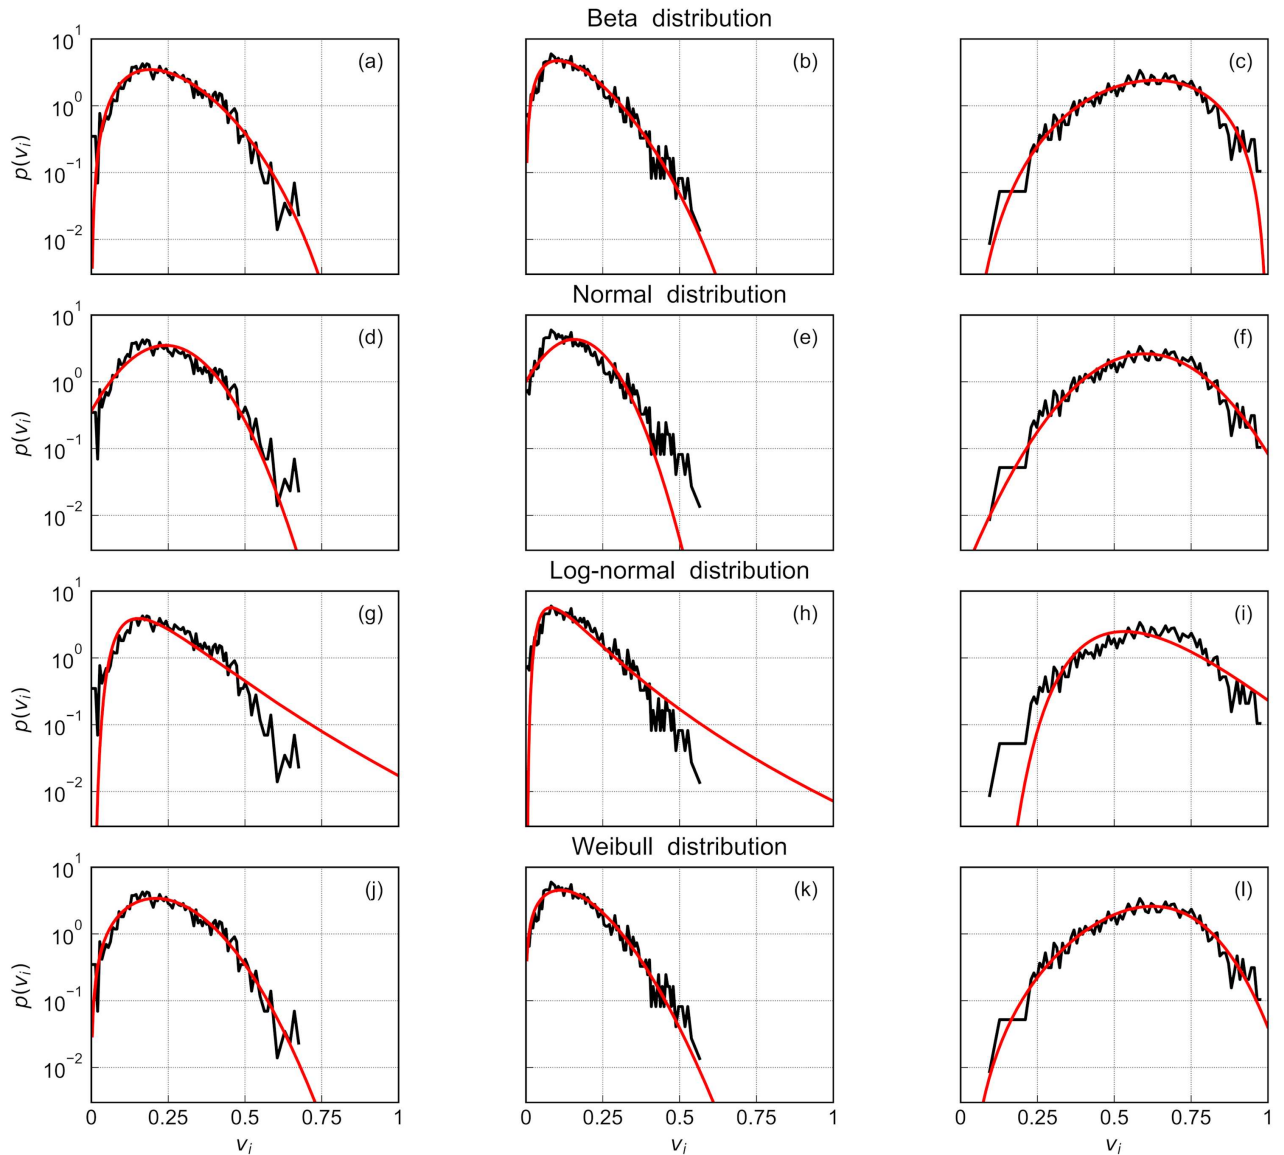 Beta distribution
10^1 (a) (b) (c)
10^0
10^-1
10^-2
p(v_i)
Normal distribution
10^1 (d) (e) (f)
10^0
10^-1
10^-2
p(v_i)
Log-normal distribution
10^1 (g) (h) (i)
10^0
10^-1
10^-2
p(v_i)
Weibull distribution
10^1 (j) (k) (l)
10^0
10^-1
10^-2
p(v_i)
0 0.25 0.5 0.75 1 0 0.25 0.5 0.75 1 0 0.25 0.5 0.75 1
v_i v_i v_i